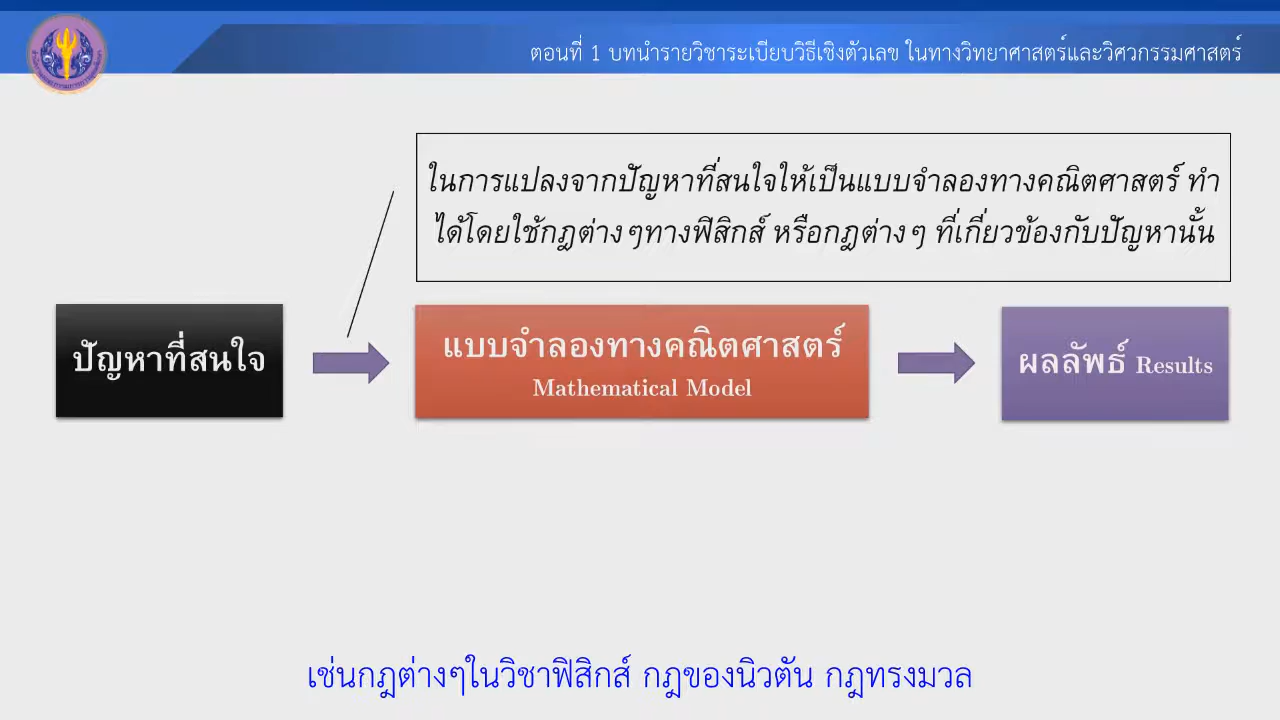 ตอนที่ 1 บทนำรายวิชาระเบียบวิธีเชิงตัวเลข ในทางวิทยาศาสตร์และวิศวกรรมศาสตร์
ในการแปลงจากปัญหาที่สนใจให้เป็นแบบจำลองทางคณิตศาสตร์ ทำ
ได้โดยใช้กฎต่างๆทางฟิสิกส์ หรือกฎต่างๆ ที่เกี่ยวข้องกับปัญหานั้น
ปัญหาที่สนใจ
แบบจำลองทางคณิตศาสตร์
Mathematical Model
ผลลัพธ์ Results
เช่นกฎต่างๆในวิชาฟิสิกส์ กฎของนิวตัน กฎทรงมวล